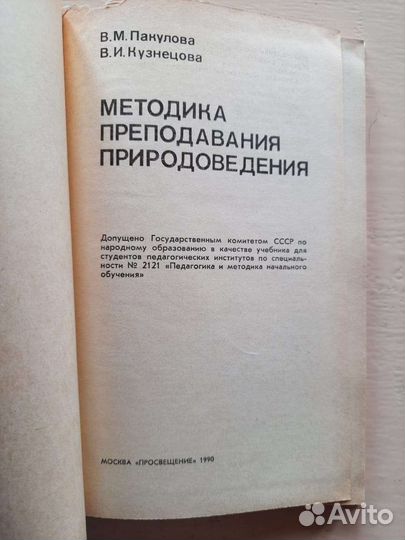 В.М. Пакулова
В.И. Кузнецова
МЕТОДИКА
ПРЕПОДАВАНИЯ
ПРИРОДОВЕДЕНИЯ
Допущено Государственным комитетом СССР по
народному образованию в качестве учебника для
студентов педагогических институтов по специаль-
ности № 2121 «Педагогика и методика начального
обучения»
МОСКВА «ПРОСВЕЩЕНИЕ» 1990
Avito